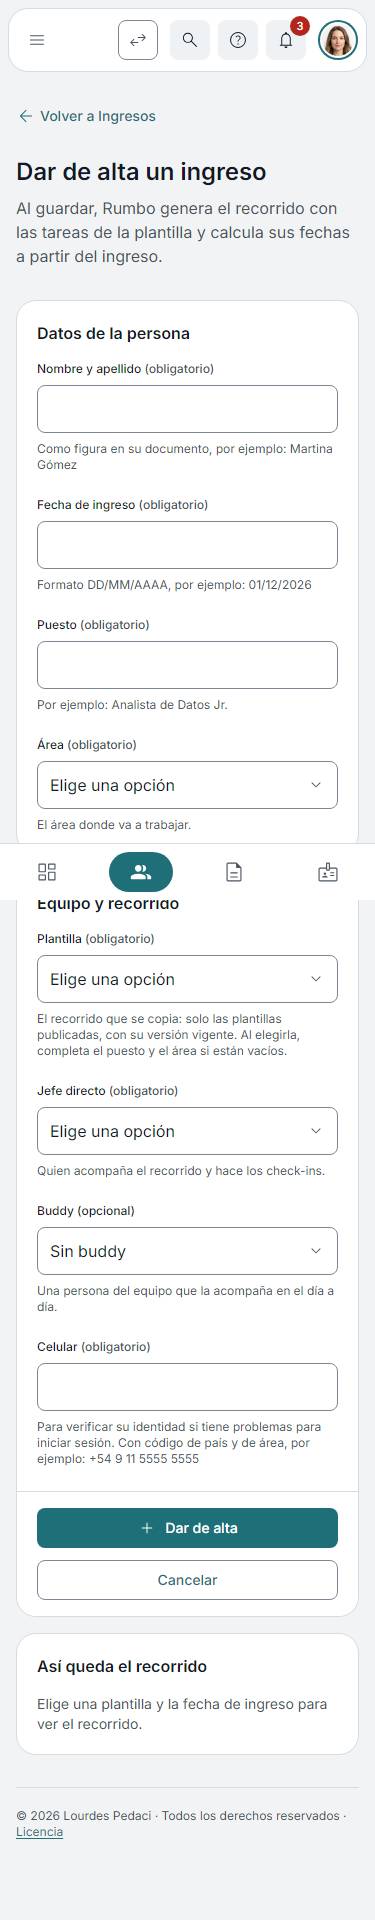 3
Volver a Ingresos
Dar de alta un ingreso
Al guardar, Rumbo genera el recorrido con
las tareas de la plantilla y calcula sus fechas
a partir del ingreso.
Datos de la persona
Nombre y apellido (obligatorio)
Como figura en su documento, por ejemplo: Martina
Gómez
Fecha de ingreso (obligatorio)
Formato DD/MM/AAAA, por ejemplo: 01/12/2026
Puesto (obligatorio)
Por ejemplo: Analista de Datos Jr.
Área (obligatorio)
Elige una opción
El área donde va a trabajar.
Equipo y recorrido
Plantilla (obligatorio)
Elige una opción
El recorrido que se copia: solo las plantillas
publicadas, con su versión vigente. Al elegirla,
completa el puesto y el área si están vacíos.
Jefe directo (obligatorio)
Elige una opción
Quien acompaña el recorrido y hace los check-ins.
Buddy (opcional)
Sin buddy
Una persona del equipo que la acompaña en el día a
día.
Celular (obligatorio)
Para verificar su identidad si tiene problemas para
iniciar sesión. Con código de país y de área, por
ejemplo: +54 9 11 5555 5555
Dar de alta
Cancelar
Así queda el recorrido
Elige una plantilla y la fecha de ingreso para
ver el recorrido.
© 2026 Lourdes Pedaci · Todos los derechos reservados ·
Licencia